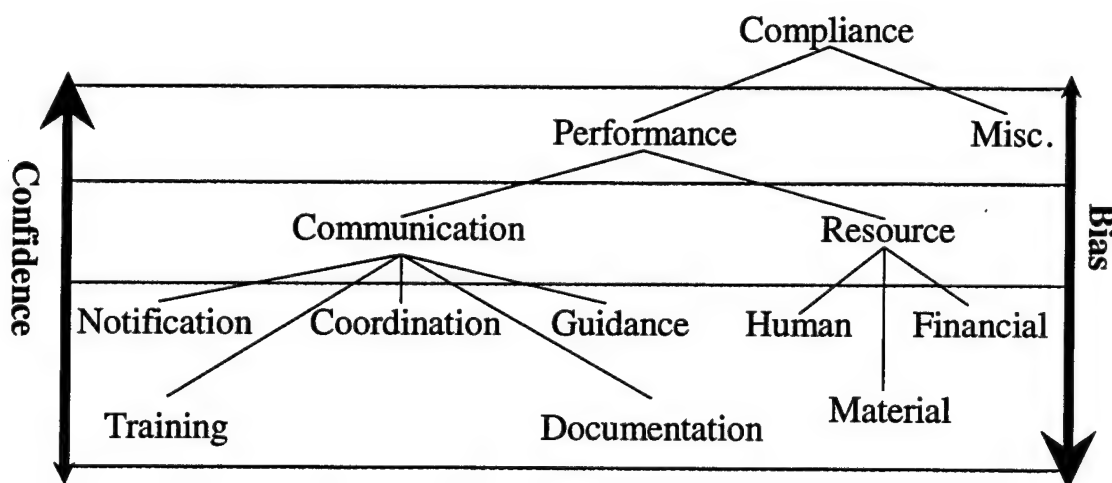 Compliance
Performance
Misc.
Confidence
Communication
Resource
Bias
Notification
Coordination
Guidance
Human
Financial
Training
Documentation
Material